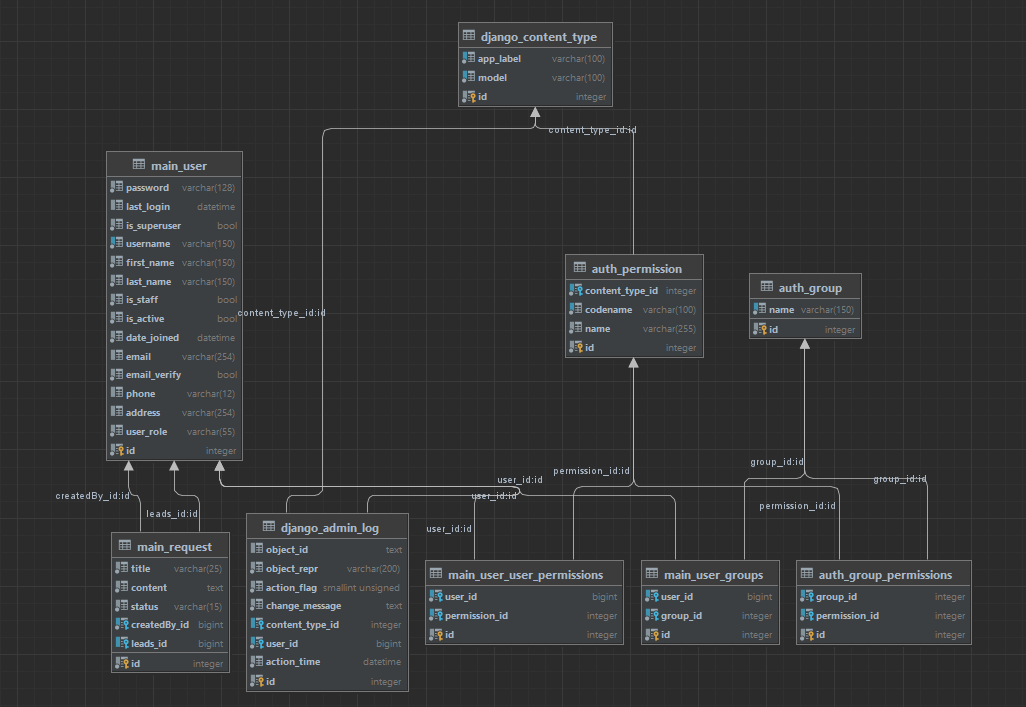 django_content_type
app_label varchar(100)
model varchar(100)
id integer
content_type_id:id
main_user
password varchar(128)
last_login datetime
is_superuser bool
username varchar(150)
first_name varchar(150)
last_name varchar(150)
is_staff bool
is_active bool
date_joined datetime
email varchar(254)
email_verify bool
phone varchar(12)
address varchar(254)
user_role varchar(55)
id integer
content_type_id:id
auth_permission
content_type_id integer
codename varchar(100)
name varchar(255)
id integer
auth_group
name varchar(150)
id integer
createdBy_id:id
leads_id:id
user_id:id
user_id:id
user_id:id
permission_id:id
group_id:id
group_id:id
permission_id:id
main_request
title varchar(25)
content text
status varchar(15)
createdBy_id bigint
leads_id bigint
id integer
django_admin_log
object_id text
object_repr varchar(200)
action_flag smallint unsigned
change_message text
content_type_id integer
user_id bigint
action_time datetime
id integer
main_user_user_permissions
user_id bigint
permission_id integer
id integer
main_user_groups
user_id bigint
group_id integer
id integer
auth_group_permissions
group_id integer
permission_id integer
id integer